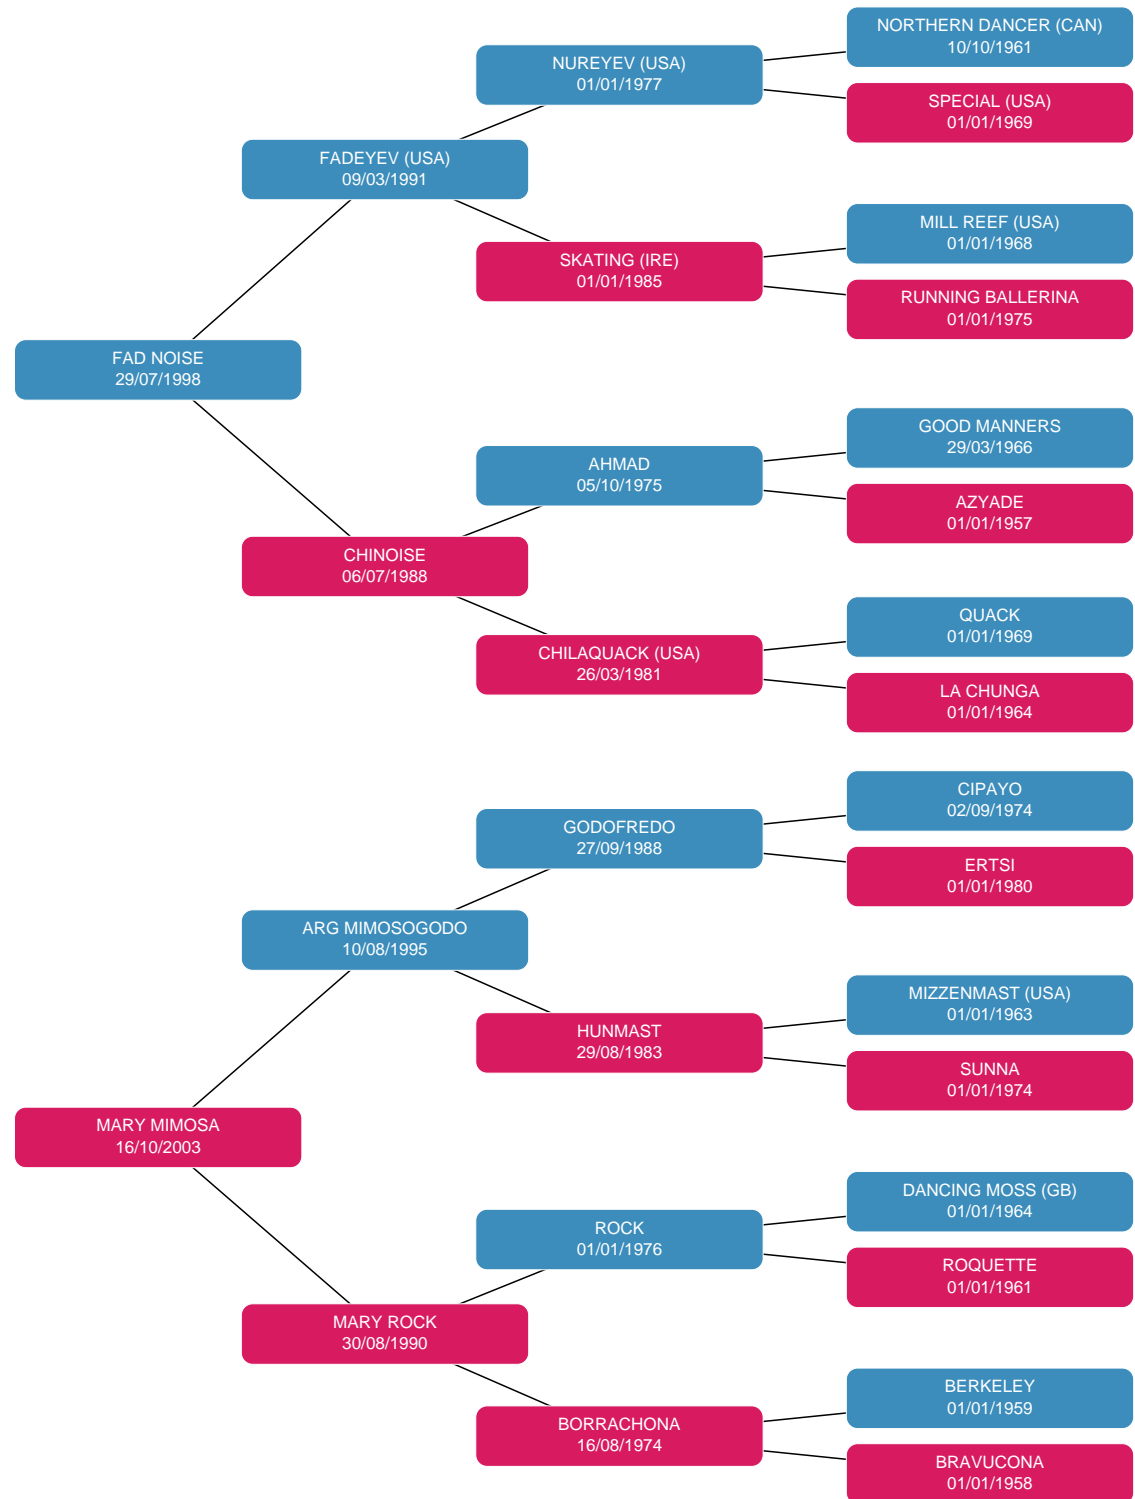 NORTHERN DANCER (CAN)
10/10/1961
NUREYEV (USA)
01/01/1977
SPECIAL (USA)
01/01/1969
FADEYEV (USA)
09/03/1991
MILL REEF (USA)
01/01/1968
SKATING (IRE)
01/01/1985
RUNNING BALLERINA
01/01/1975
FAD NOISE
29/07/1998
GOOD MANNERS
29/03/1966
AHMAD
05/10/1975
AZYADE
01/01/1957
CHINOISE
06/07/1988
QUACK
01/01/1969
CHILAQUACK (USA)
26/03/1981
LA CHUNGA
01/01/1964
CIPAYO
02/09/1974
GODOFREDO
27/09/1988
ERTSI
01/01/1980
ARG MIMOSOGODO
10/08/1995
MIZZENMAST (USA)
01/01/1963
HUNMAST
29/08/1983
SUNNA
01/01/1974
MARY MIMOSA
16/10/2003
DANCING MOSS (GB)
01/01/1964
ROCK
01/01/1976
ROQUETTE
01/01/1961
MARY ROCK
30/08/1990
BERKELEY
01/01/1959
BORRACHONA
16/08/1974
BRAVUCONA
01/01/1958